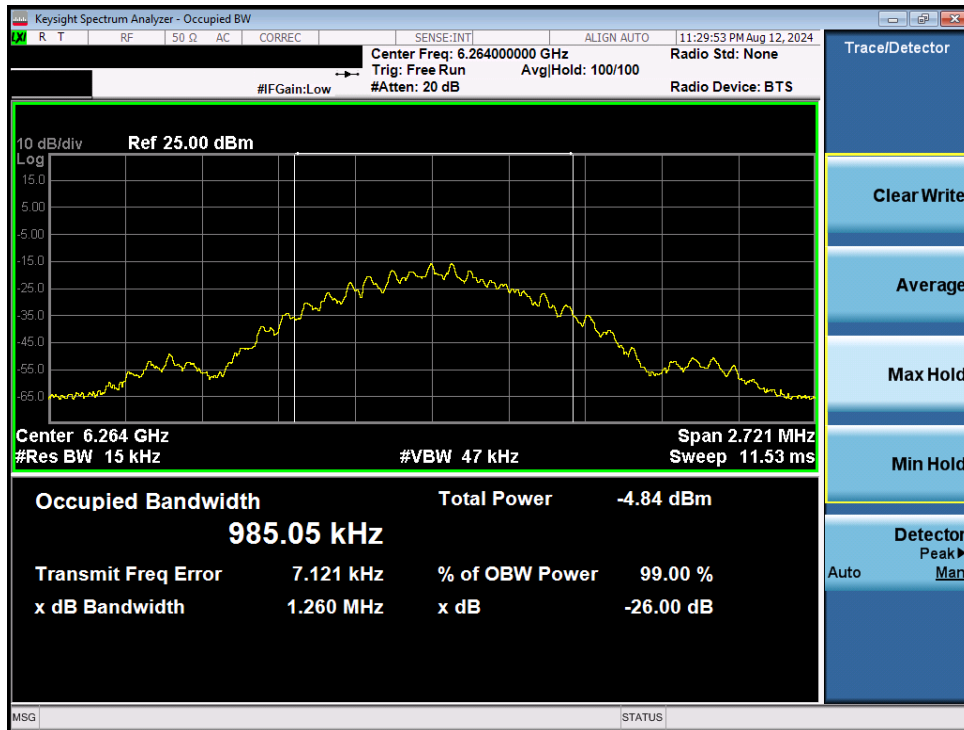 Keysight Spectrum Analyzer - Occupied BW
LXI R T RF 50 Ω AC CORREC SENSE:INT ALIGN AUTO 11:29:53 PM Aug 12, 2024
Center Freq: 6.264000000 GHz Radio Std: None
Trig: Free Run Avg|Hold: 100/100
#IFGain:Low #Atten: 20 dB Radio Device: BTS
10 dB/div Ref 25.00 dBm
Log
15.0
5.00
-5.00
-15.0
-25.0
-35.0
-45.0
-55.0
-65.0
Center 6.264 GHz Span 2.721 MHz
#Res BW 15 kHz #VBW 47 kHz Sweep 11.53 ms
Occupied Bandwidth Total Power -4.84 dBm
985.05 kHz
Transmit Freq Error 7.121 kHz % of OBW Power 99.00 %
x dB Bandwidth 1.260 MHz x dB -26.00 dB
MSG STATUS
Trace/Detector
Clear Write
Average
Max Hold
Min Hold
Detector
Peak
Auto Man